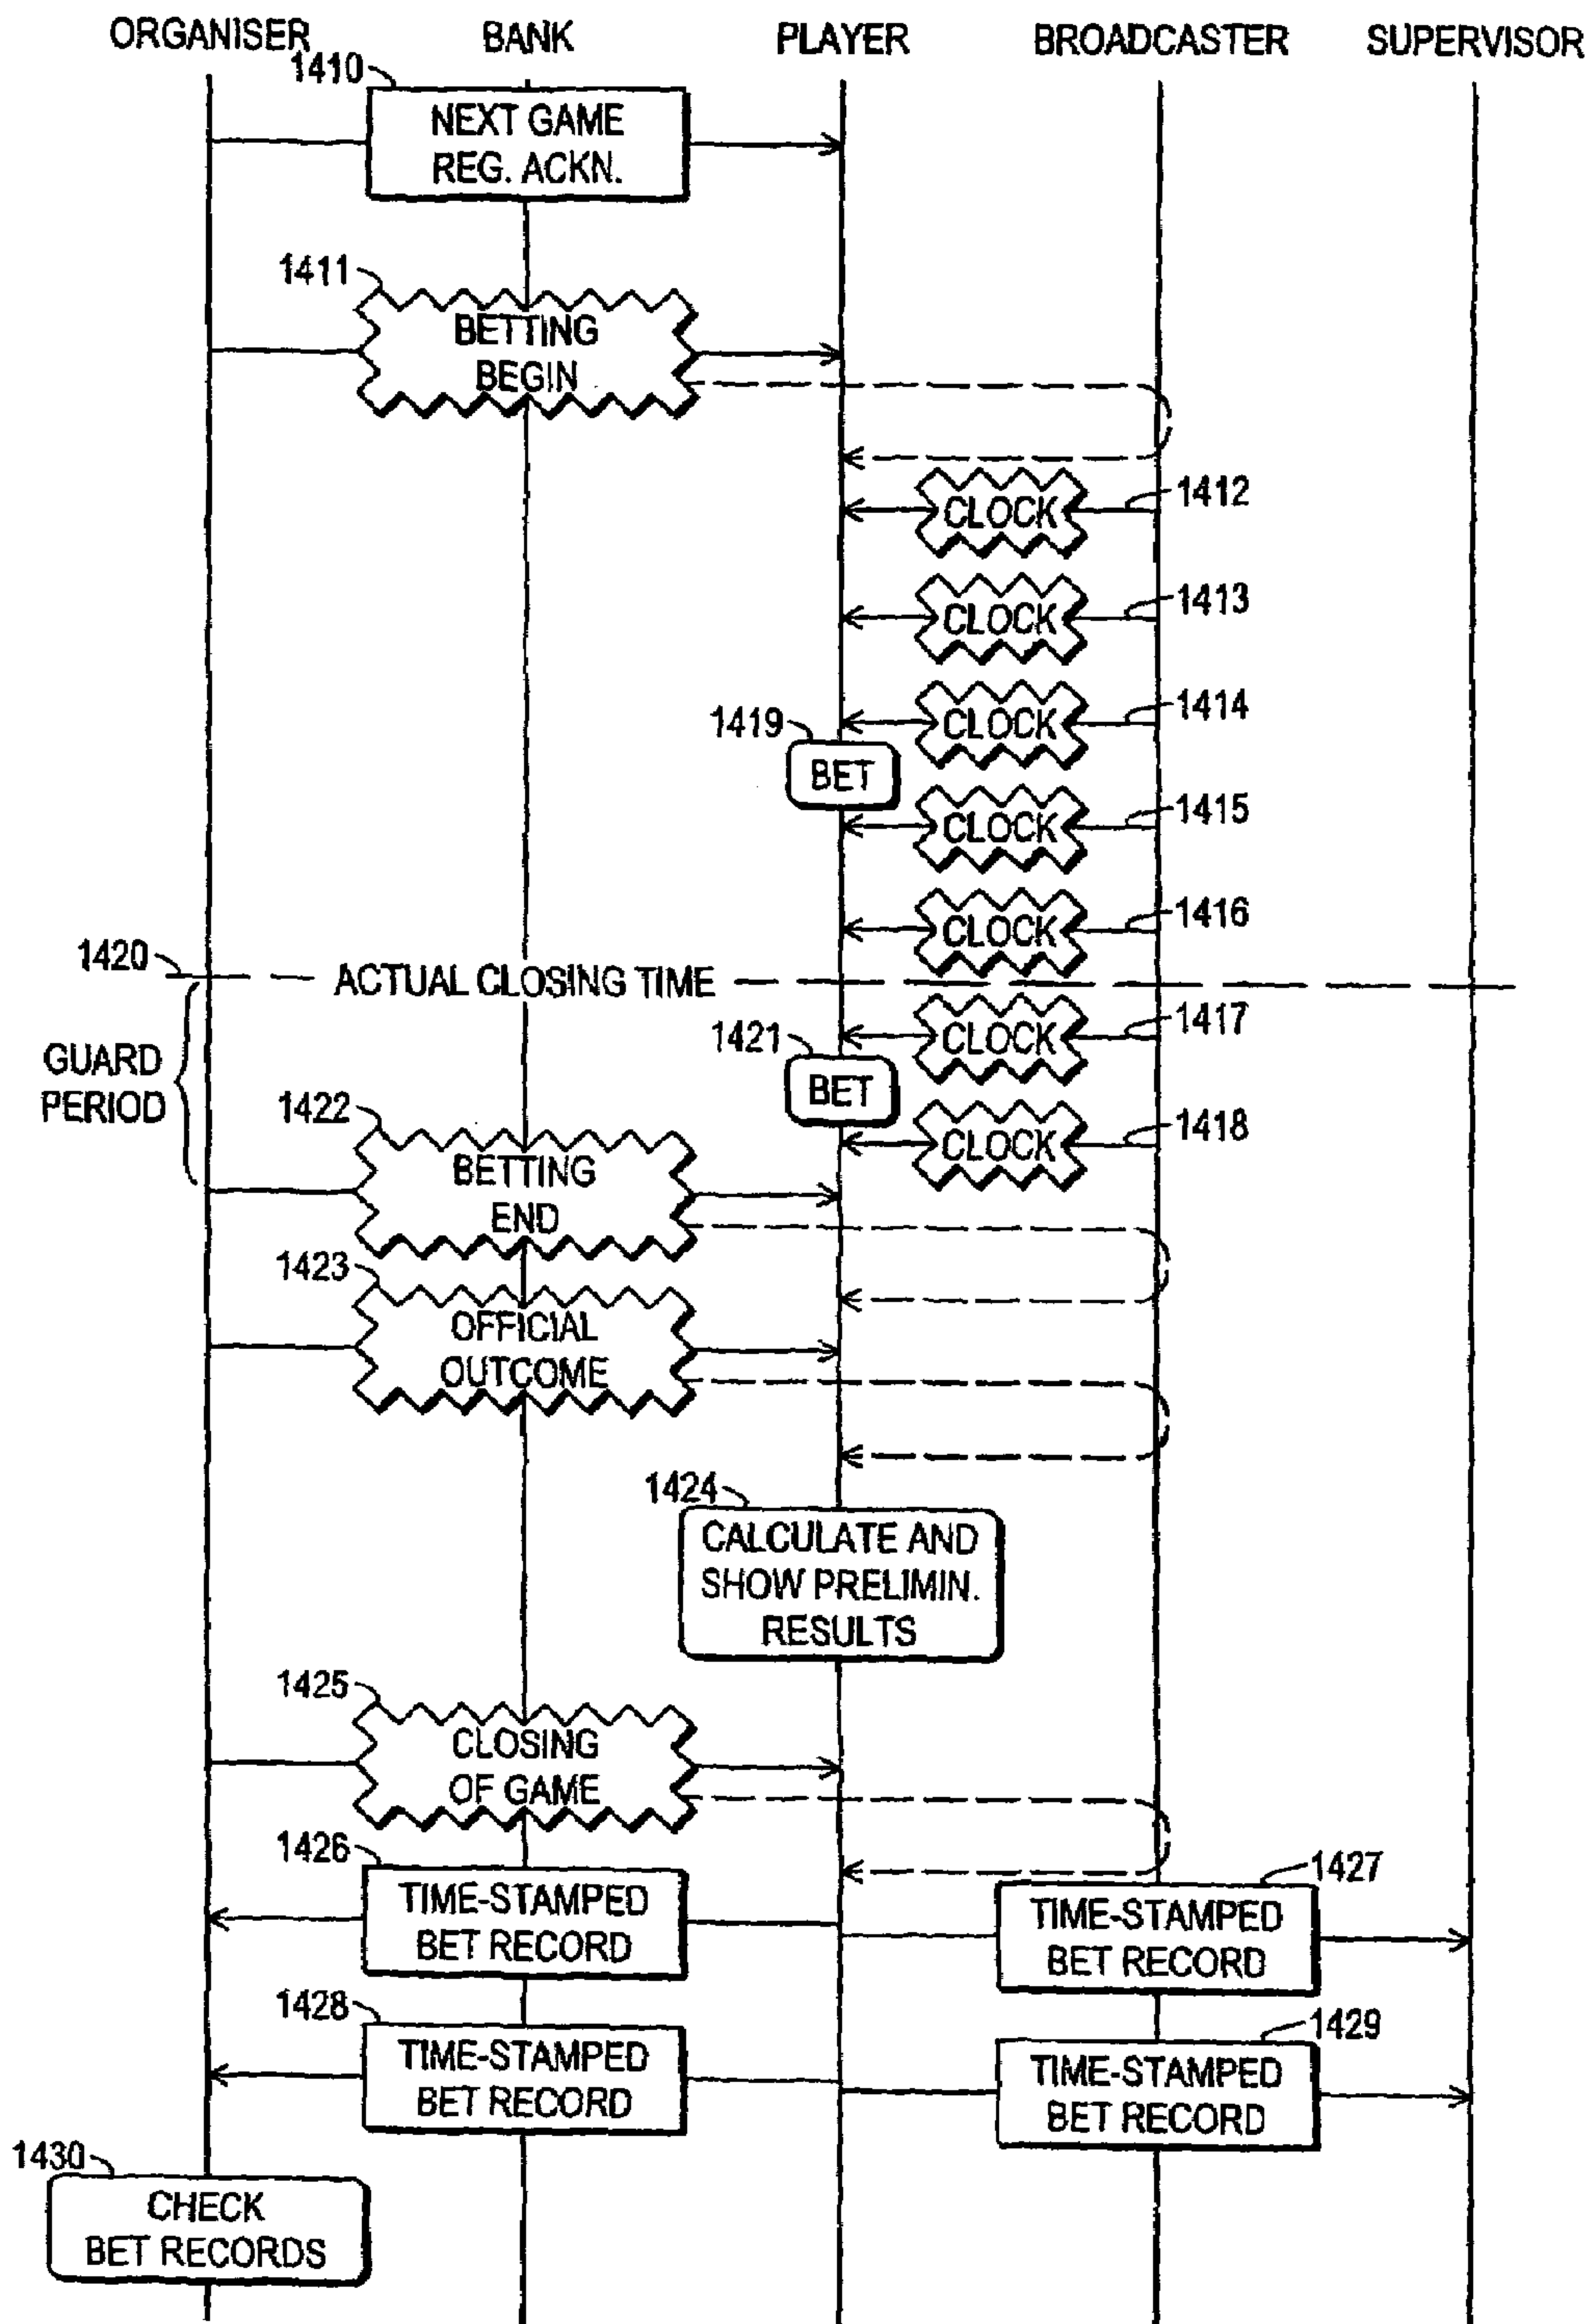 ORGANISER BANK PLAYER BROADCASTER SUPERVISOR
1410
NEXT GAME
REG. ACKN.
1411
BETTING
BEGIN
CLOCK 1412
CLOCK 1413
CLOCK 1414
1419
BET
CLOCK 1415
CLOCK 1416
1420
ACTUAL CLOSING TIME
CLOCK 1417
1421
BET
GUARD
PERIOD
CLOCK 1418
1422
BETTING
END
1423
OFFICIAL
OUTCOME
1424
CALCULATE AND
SHOW PRELIMIN.
RESULTS
1425
CLOSING
OF GAME
1426
TIME-STAMPED
BET RECORD
1427
TIME-STAMPED
BET RECORD
1428
TIME-STAMPED
BET RECORD
1429
TIME-STAMPED
BET RECORD
1430
CHECK
BET RECORDS